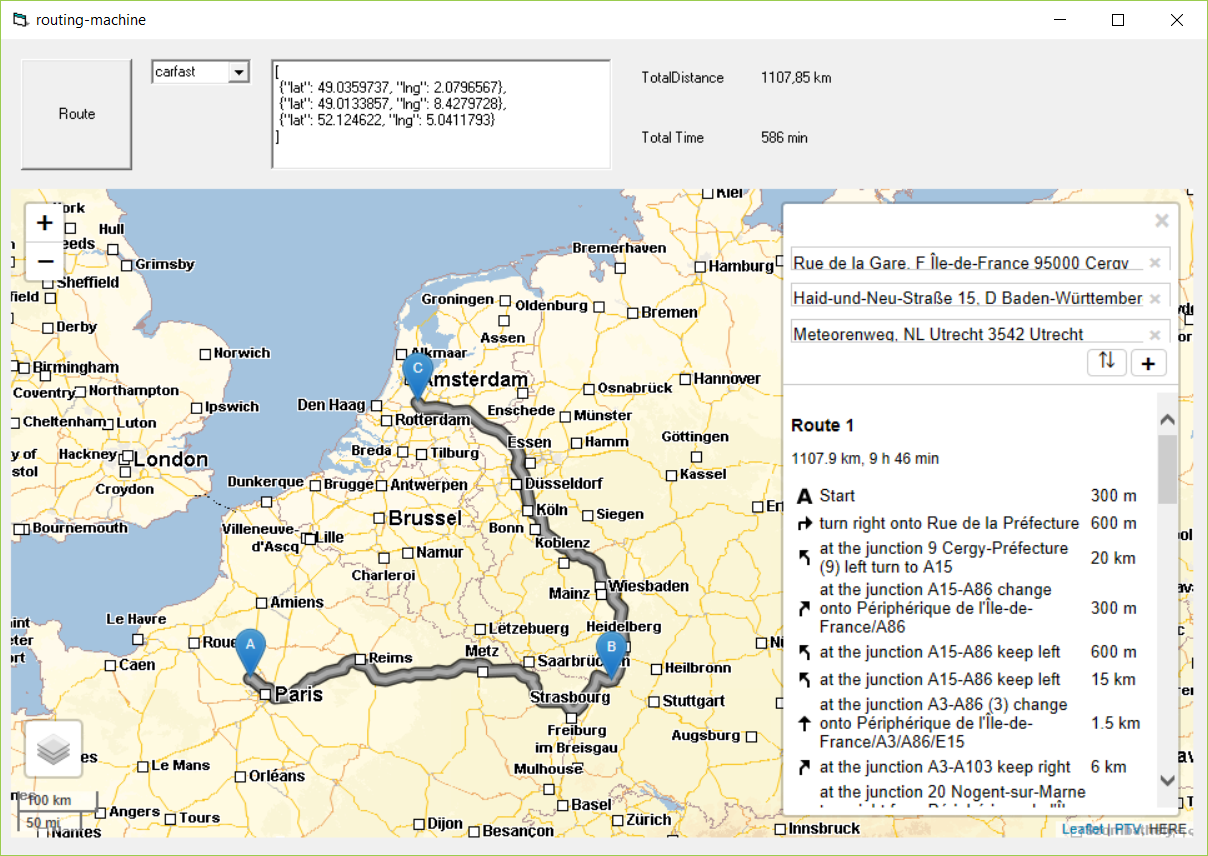 routing-machine
Route
carfast
[
{"lat": 49.0359737, "lng": 2.0796567},
{"lat": 49.0133857, "lng": 8.4279728},
{"lat": 52.124622, "lng": 5.0411793}
]
TotalDistance 1107,85 km
Total Time 586 min
+
−
Rue de la Gare, F Île-de-France 95000 Cergy
Haid-und-Neu-Straße 15, D Baden-Württember
Meteorenweg, NL Utrecht 3542 Utrecht
+
Route 1
1107.9 km, 9 h 46 min
Start 300 m
turn right onto Rue de la Préfecture 600 m
at the junction 9 Cergy-Préfecture
(9) left turn to A15 20 km
at the junction A15-A86 change
onto Périphérique de l'Île-de-
France/A86 300 m
at the junction A15-A86 keep left 600 m
at the junction A15-A86 keep left 15 km
at the junction A3-A86 (3) change
onto Périphérique de l'Île-de-
France/A3/A86/E15 1.5 km
at the junction A3-A103 keep right 6 km
at the junction 20 Nogent-sur-Marne
Kiel
Hull
Grimsby
Sheffield
Derby
Birmingham
Coventry
Northampton
Cheltenham
Luton
Norwich
Ipswich
Hackney
London
Croydon
Bournemouth
Bremerhaven
Hamburg
Groningen
Oldenburg
Bremen
Assen
Alkmaar
C
Amsterdam
Osnabrück
Hannover
Den Haag
Rotterdam
Enschede
Münster
Essen
Hamm
Göttingen
Breda
Tilburg
Kassel
Dunkerque
Brugge
Antwerpen
Düsseldorf
Brussel
Köln
Siegen
Villeneuve-
d'Ascq
Lille
Bonn
Namur
Koblenz
Charleroi
Wiesbaden
Mainz
Amiens
Le Havre
Lëtzebuerg
Heidelberg
A
B
Caen
Reims
Metz
Saarbrücken
Heilbronn
Paris
Strasbourg
Stuttgart
Freiburg
im Breisgau
Augsburg
Le Mans
Orléans
Mulhouse
Angers
Tours
Basel
Dijon
Besançon
Zürich
Innsbruck
Nantes
100 km
50 mi
Leaflet | PTV, HERE